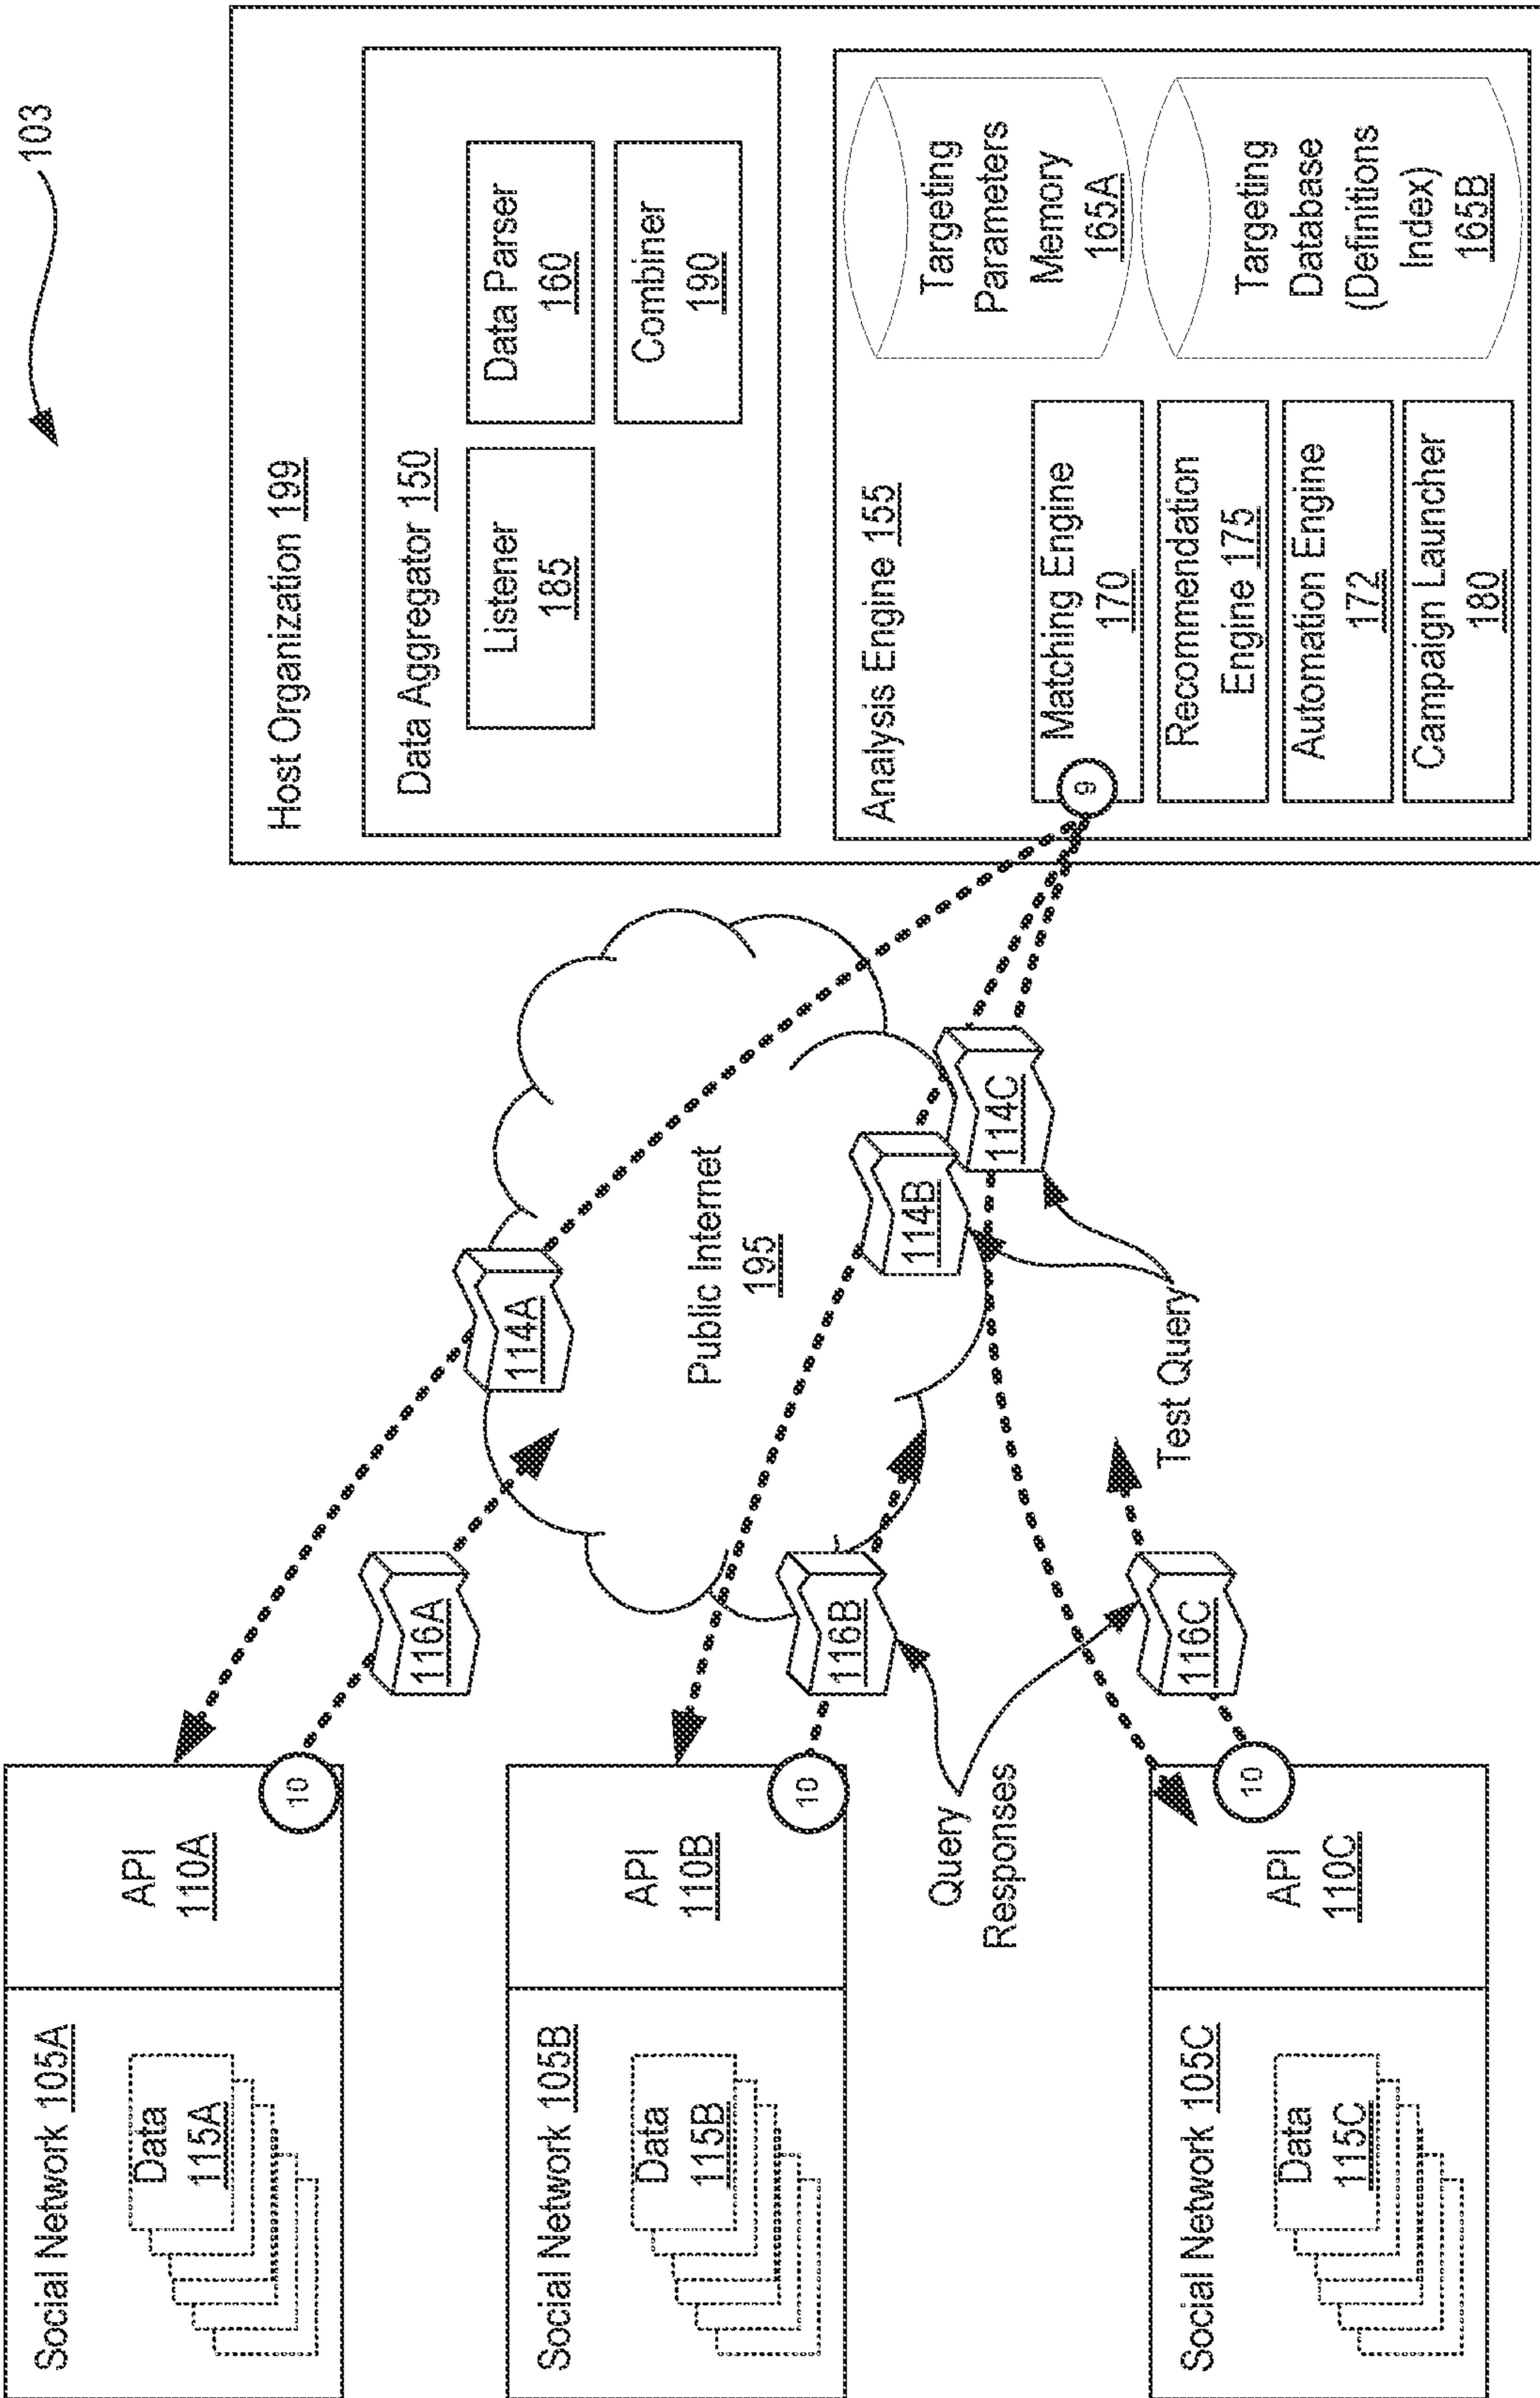 103
Social Network 105A
Data
115A
API
110A
10
116A
114A
Social Network 105B
Data
115B
API
110B
10
116B
114B
Public Internet
195
Query
Responses
Social Network 105C
Data
115C
API
110C
10
116C
Test Query
114C
Host Organization 199
Data Aggregator 150
Listener
185
Data Parser
160
Combiner
190
Analysis Engine 155
9
Matching Engine
170
Recommendation
Engine 175
Automation Engine
172
Campaign Launcher
180
Targeting
Parameters
Memory
165A
Targeting
Database
(Definitions
Index)
165B